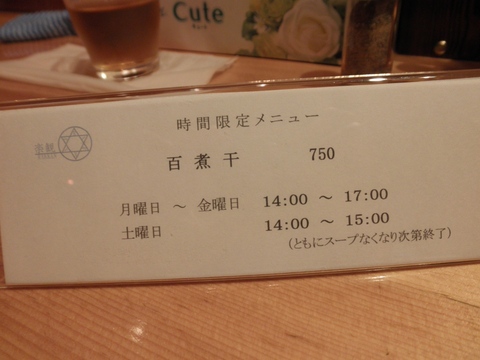 Cute
時間限定メニュー
楽観
百煮干 750
月曜日 ～ 金曜日 14:00 ～ 17:00
土曜日 14:00 ～ 15:00
（ともにスープなくなり次第終了）